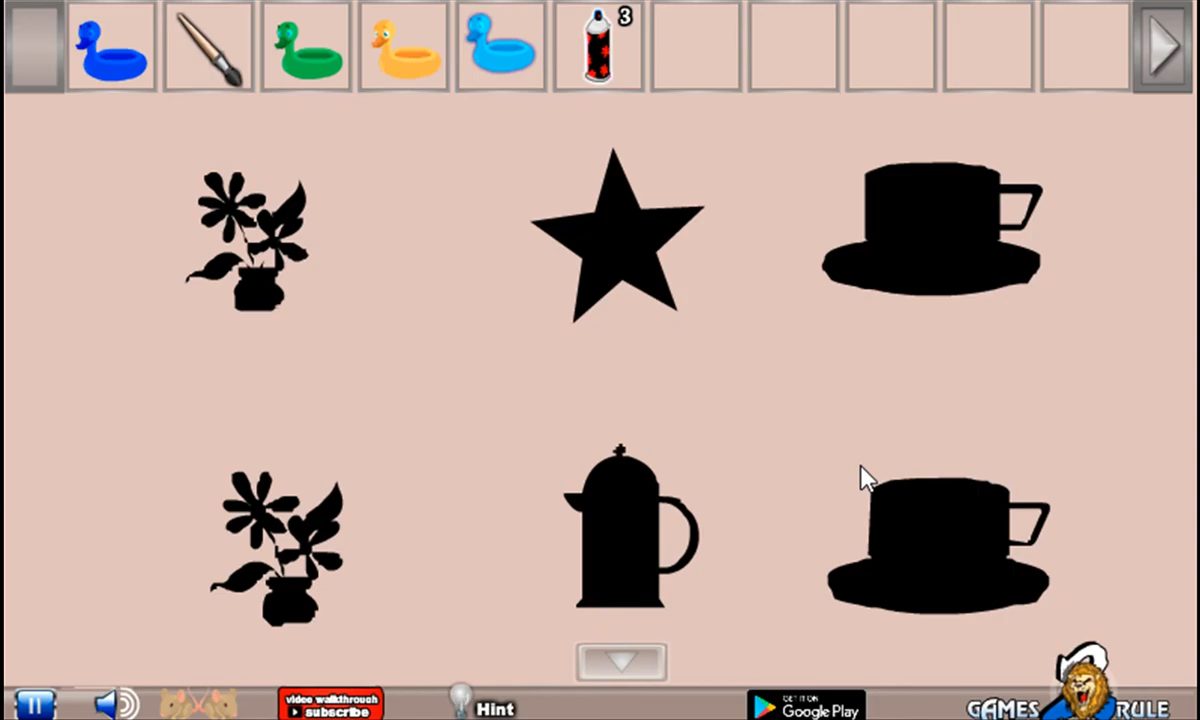 3
video walkthrough
subscribe
Hint
GET IT ON
Google Play
GAMES RULE